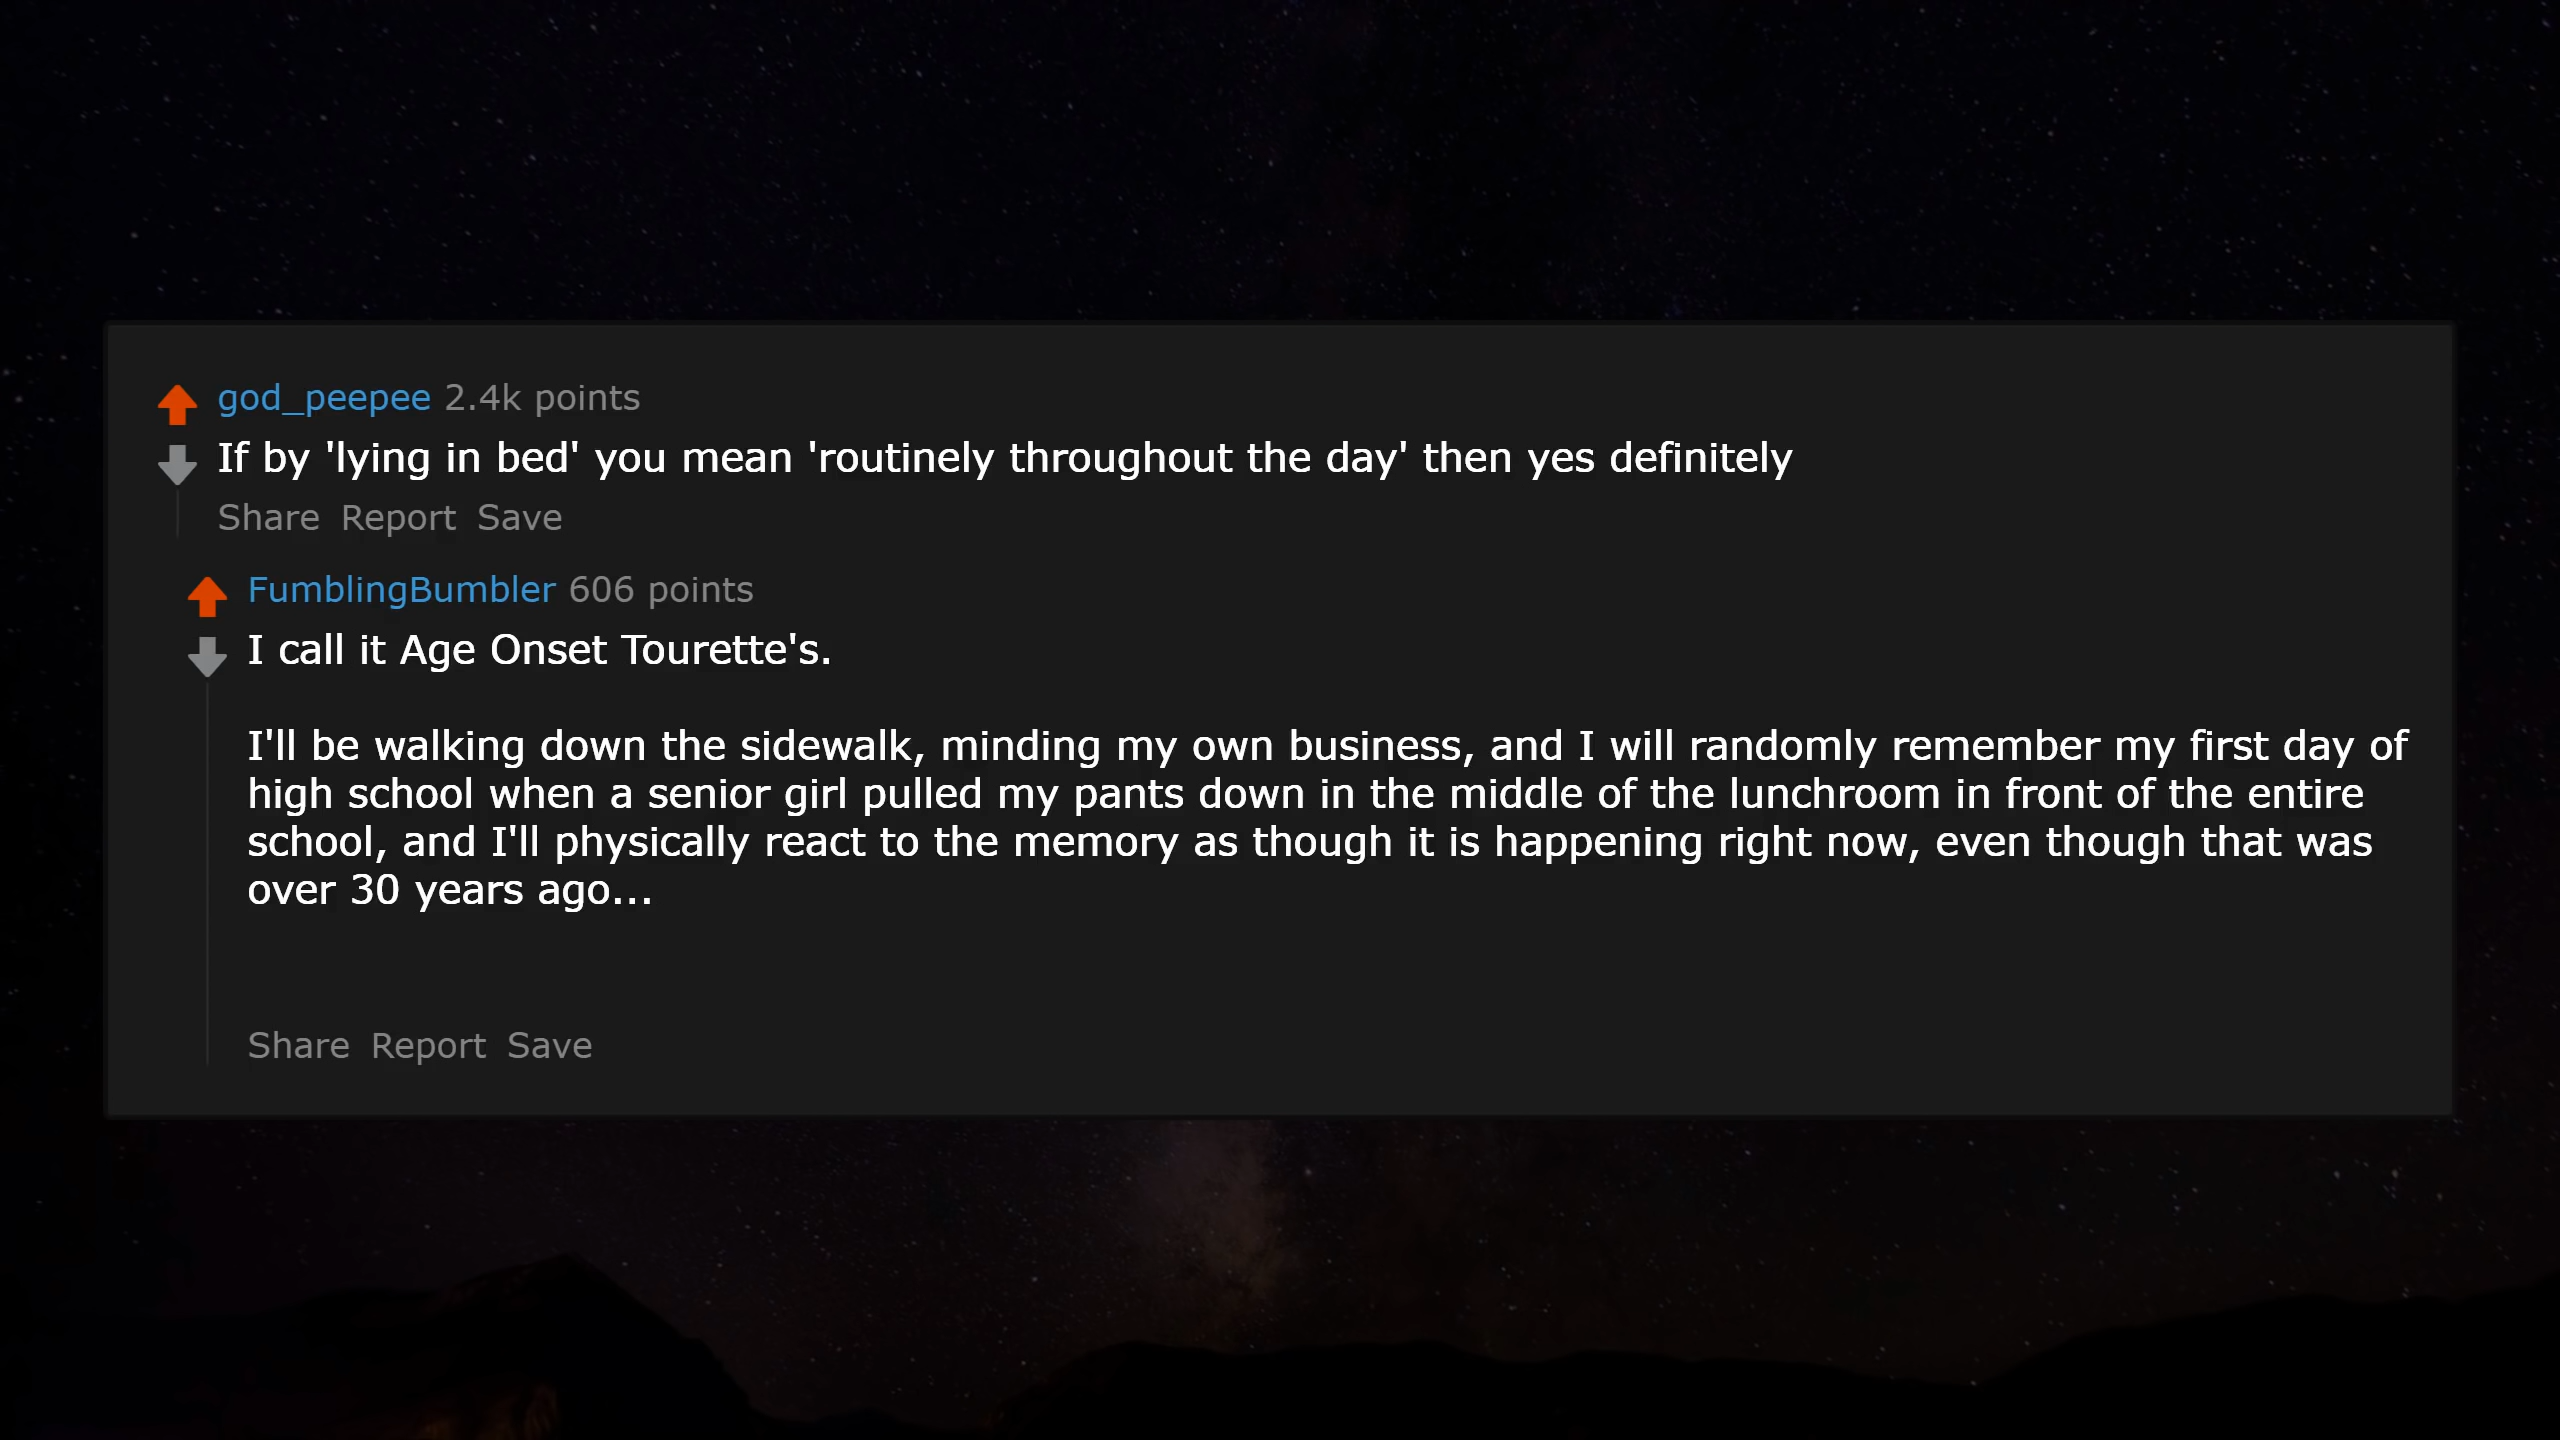 god_peepee 2.4k points
If by 'lying in bed' you mean 'routinely throughout the day' then yes definitely
Share Report Save
FumblingBumbler 606 points
I call it Age Onset Tourette's.
I'll be walking down the sidewalk, minding my own business, and I will randomly remember my first day of
high school when a senior girl pulled my pants down in the middle of the lunchroom in front of the entire
school, and I'll physically react to the memory as though it is happening right now, even though that was
over 30 years ago...
Share Report Save